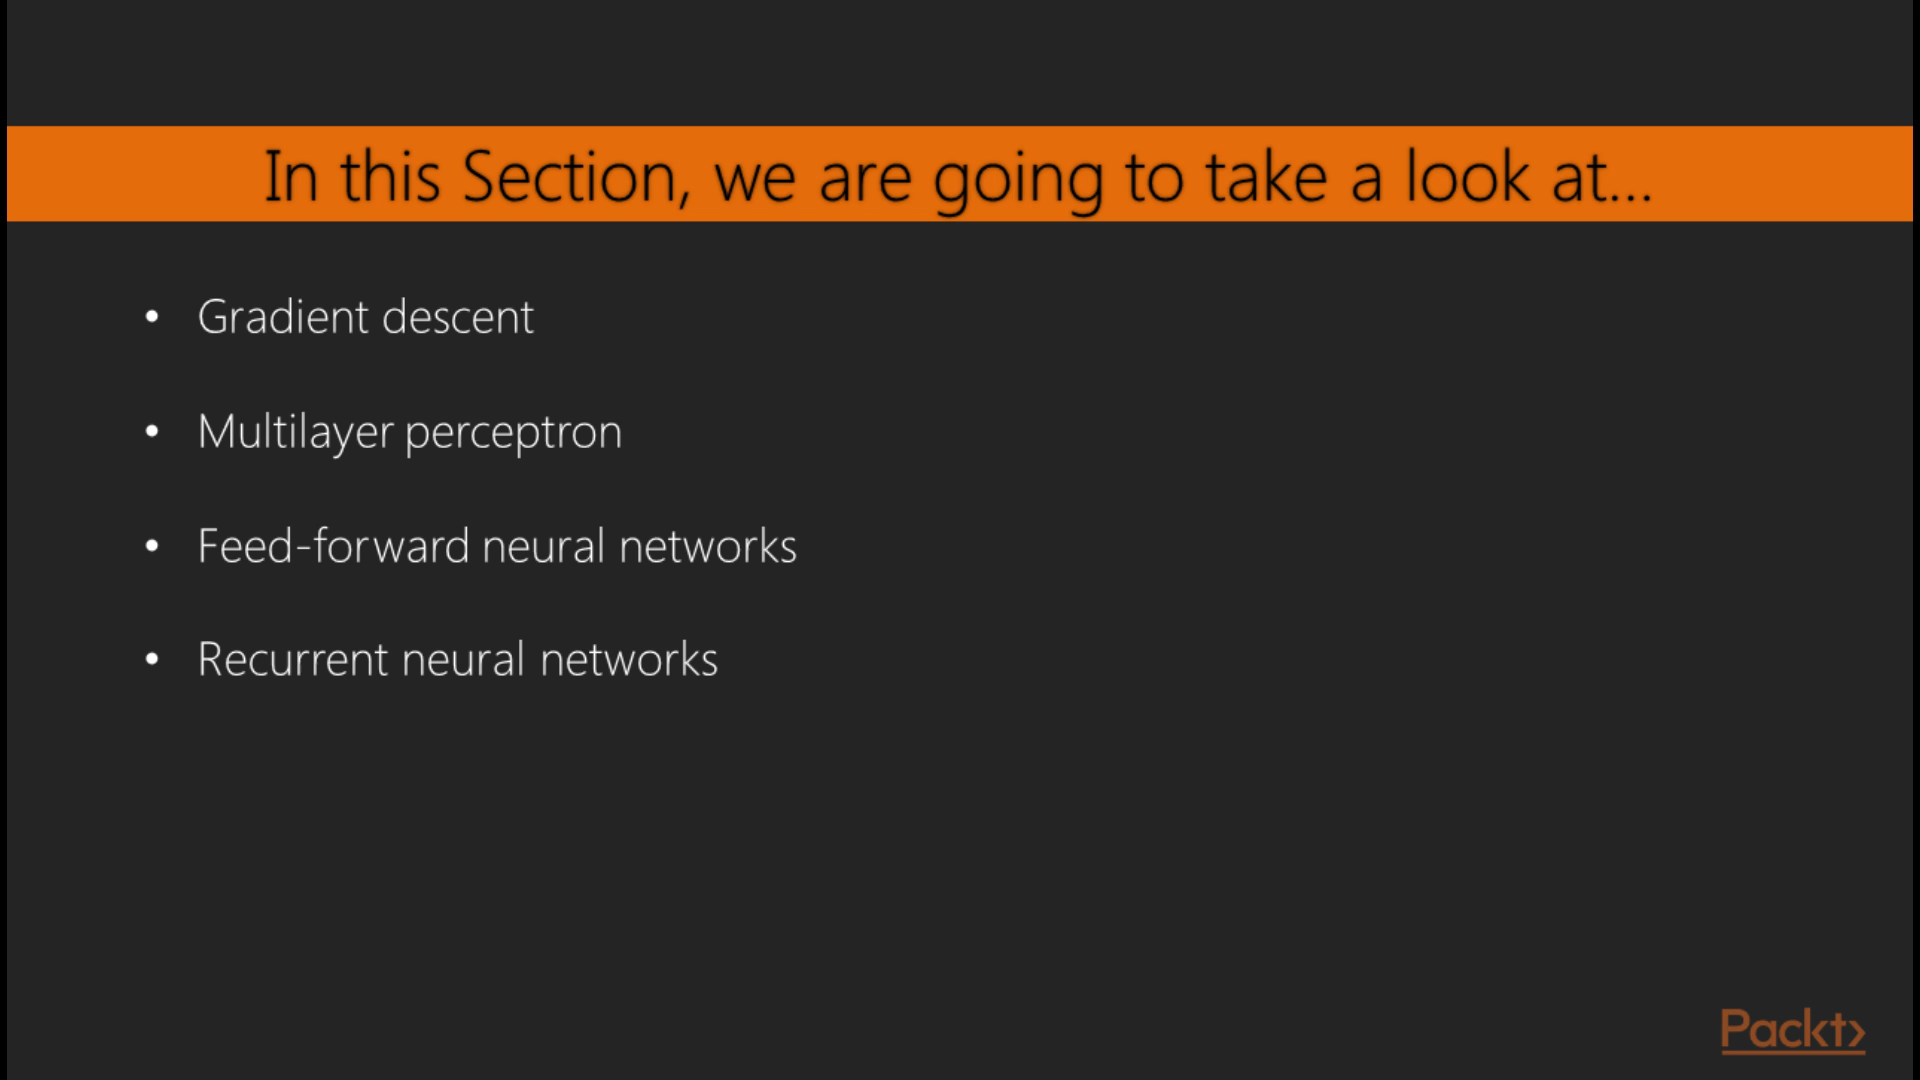 In this Section, we are going to take a look at...
• Gradient descent
• Multilayer perceptron
• Feed-forward neural networks
• Recurrent neural networks
Packt>